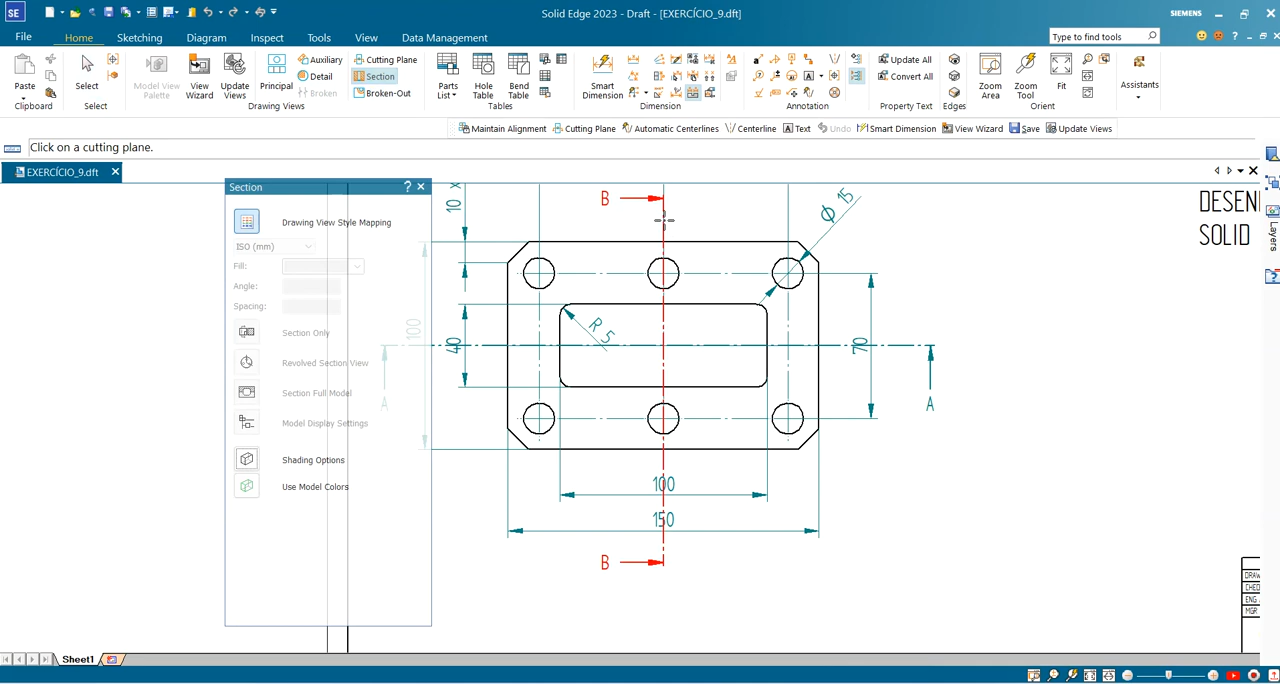 SE
Solid Edge 2023 - Draft - [EXERCÍCIO_9.dft]
SIEMENS
File Home Sketching Diagram Inspect Tools View Data Management
Type to find tools
Paste
Clipboard
Select
Select
Model View Palette
View Wizard
Update Views
Principal
Auxiliary
Detail
Broken
Cutting Plane
Section
Broken-Out
Drawing Views
Parts List
Hole Table
Bend Table
Tables
Smart Dimension
Dimension
Annotation
Update All
Convert All
Property Text
Edges
Zoom Area
Zoom Tool
Fit
Orient
Assistants
Maintain Alignment Cutting Plane Automatic Centerlines Centerline Text Undo Smart Dimension View Wizard Save Update Views
Click on a cutting plane.
EXERCÍCIO_9.dft
Section
Drawing View Style Mapping
ISO (mm)
Fill:
Angle:
Spacing:
Section Only
Revolved Section View
Section Full Model
Model Display Settings
Shading Options
Use Model Colors
B
10 x
Ø 15
R 5
100
40
70
A
A
100
150
B
DESEN
SOLID
Layers
DRAW
CHEC
ENG
MGR
Sheet1